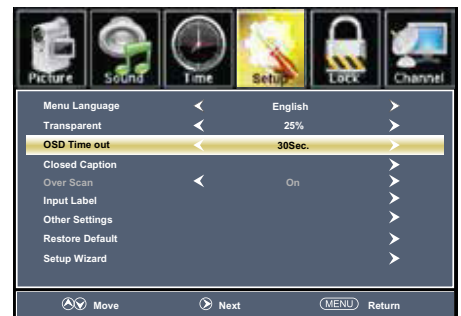 Picture Sound Time Setup Lock Channel
Menu Language English
Transparent 25%
OSD Time out 30Sec.
Closed Caption
Over Scan On
Input Label
Other Settings
Restore Default
Setup Wizard
Move Next MENU Return